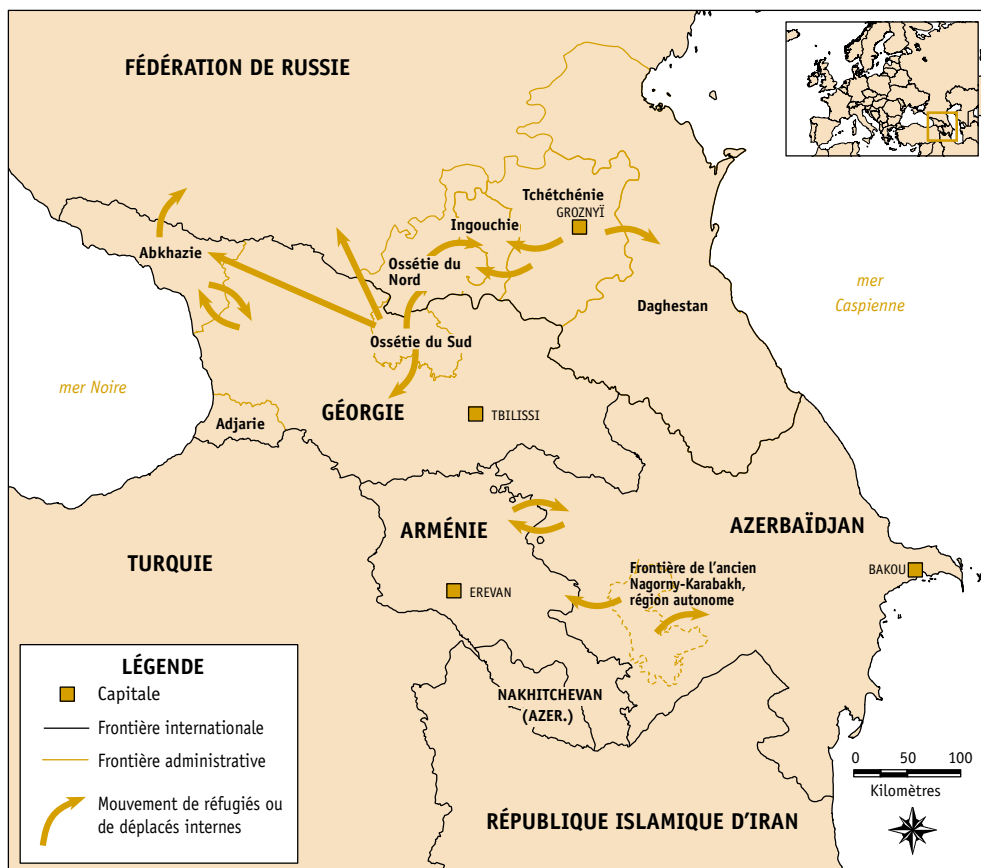 FÉDÉRATION DE RUSSIE
Tchétchénie
GROZNYÏ
Ingouchie
Abkhazie
Ossétie du
Nord
Daghestan
mer
Caspienne
Ossétie du Sud
mer Noire
GÉORGIE
TBILISSI
Adjarie
ARMÉNIE
AZERBAÏDJAN
TURQUIE
Frontière de l'ancien
Nagorny-Karabakh,
région autonome
BAKOU
EREVAN
NAKHITCHEVAN
(AZER.)
LÉGENDE
Capitale
Frontière internationale
Frontière administrative
Mouvement de réfugiés ou
de déplacés internes
0 50 100
Kilomètres
RÉPUBLIQUE ISLAMIQUE D'IRAN